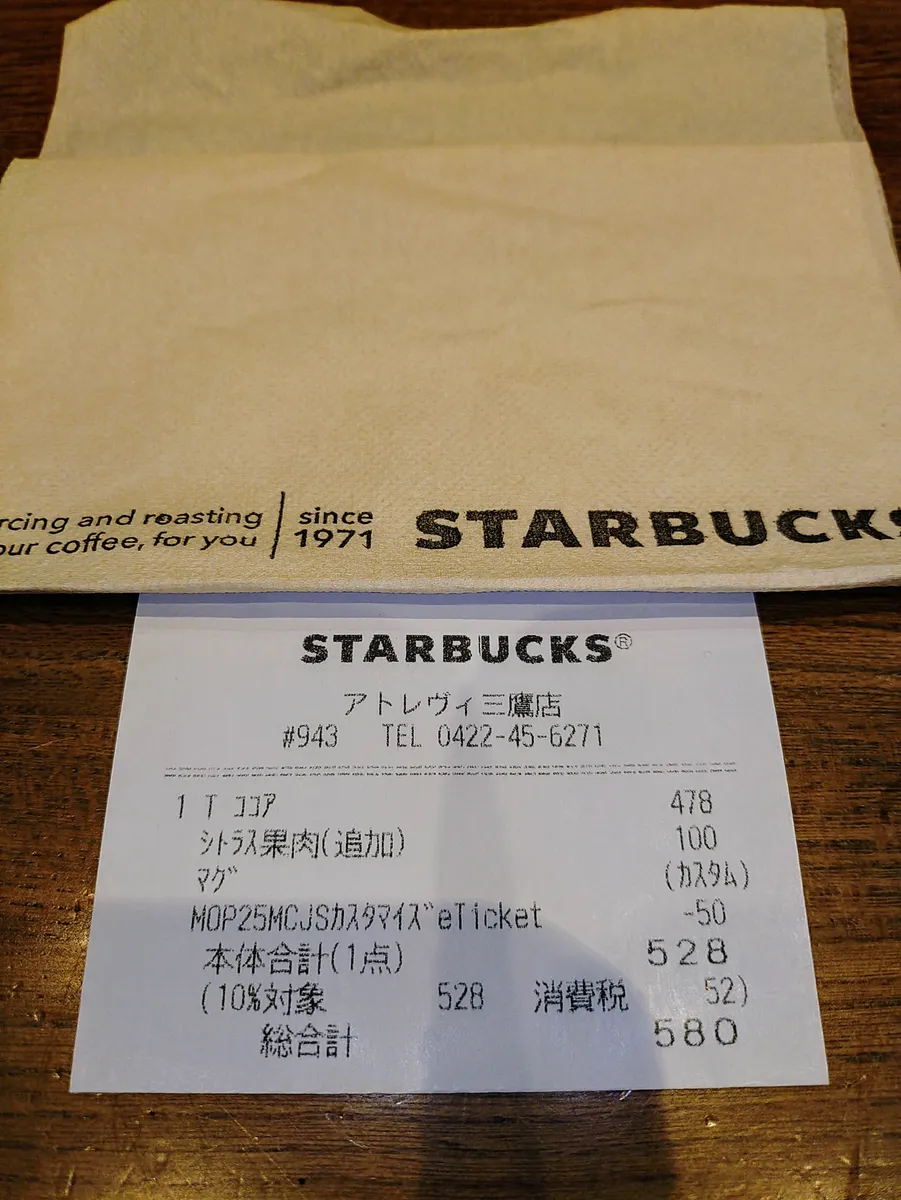 rcing and roasting
our coffee, for you
since
1971
STARBUCKS
STARBUCKS®
アトレヴィ三鷹店
#943 TEL 0422-45-6271
1 T ココア 478
シトラス果肉(追加) 100
マグ (カスタム)
MOP25MCJSカスタマイズeTicket -50
本体合計(1点) 528
(10%対象 528 消費税 52)
総合計 580